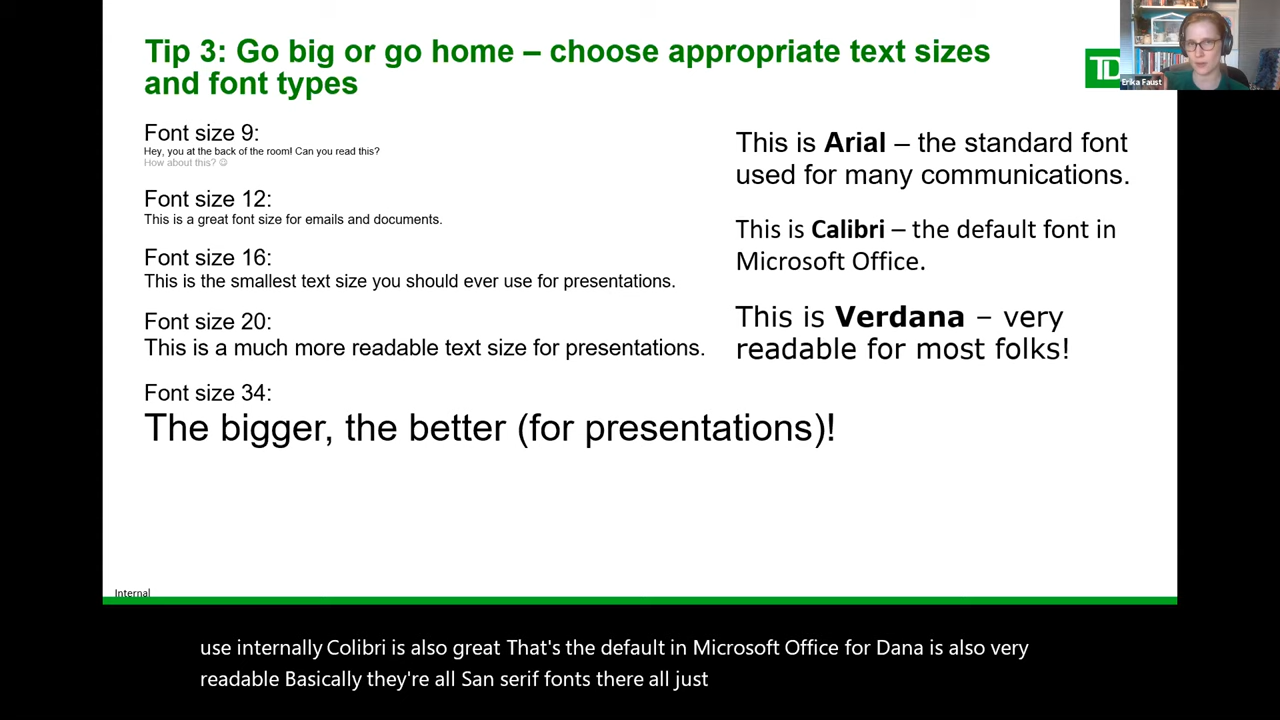 Tip 3: Go big or go home – choose appropriate text sizes
and font types
TD
Erika Faust
Font size 9:
Hey, you at the back of the room! Can you read this?
How about this? ☺
Font size 12:
This is a great font size for emails and documents.
Font size 16:
This is the smallest text size you should ever use for presentations.
Font size 20:
This is a much more readable text size for presentations.
Font size 34:
The bigger, the better (for presentations)!
This is Arial – the standard font
used for many communications.
This is Calibri – the default font in
Microsoft Office.
This is Verdana – very
readable for most folks!
Internal
use internally Colibri is also great That's the default in Microsoft Office for Dana is also very
readable Basically they're all San serif fonts there all just